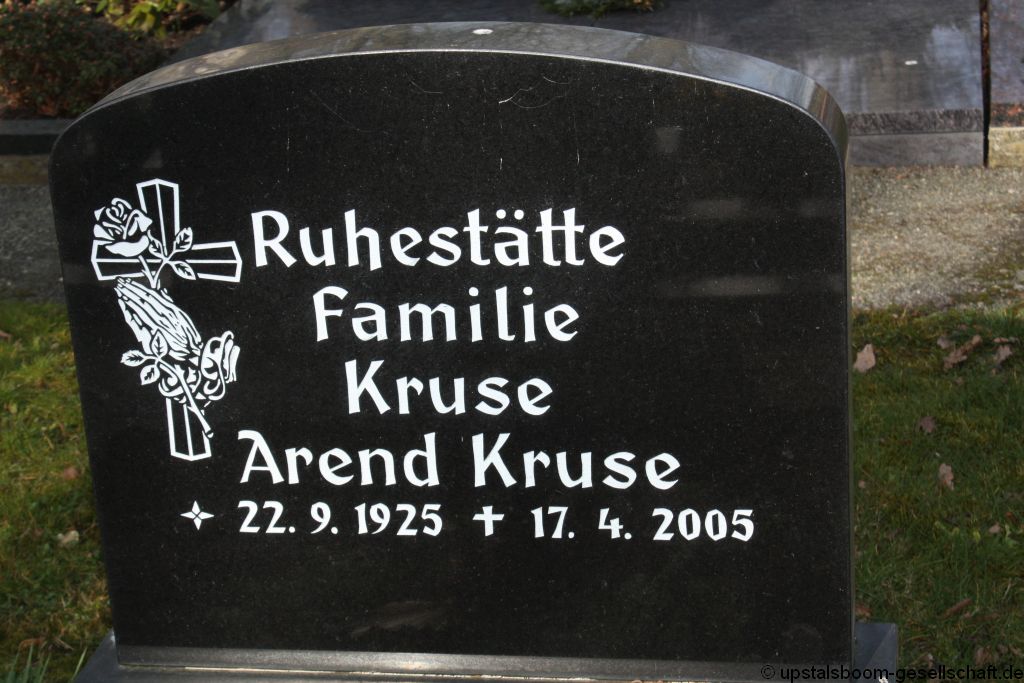 Ruhestätte
Familie
Kruse
Arend Kruse
✧ 22. 9. 1925 ✝ 17. 4. 2005
© upstalsboom-gesellschaft.de